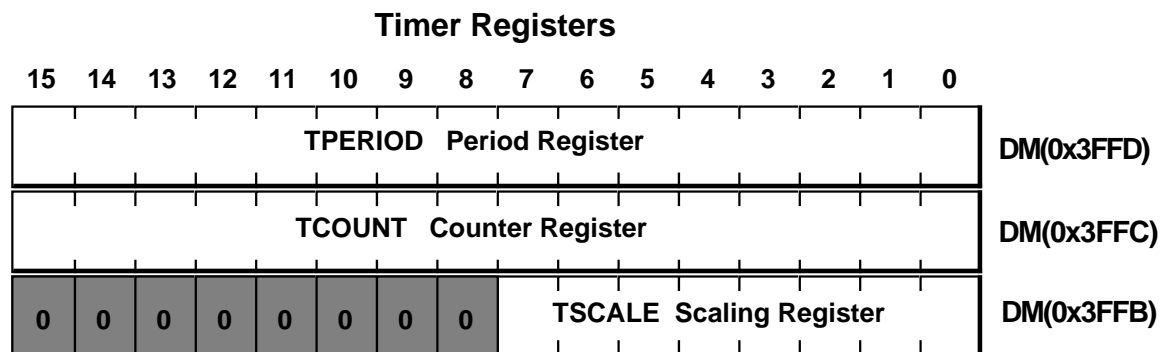 Timer Registers
15 14 13 12 11 10 9 8 7 6 5 4 3 2 1 0
TPERIOD Period Register DM(0x3FFD)
TCOUNT Counter Register DM(0x3FFC)
0 0 0 0 0 0 0 0 TSCALE Scaling Register DM(0x3FFB)